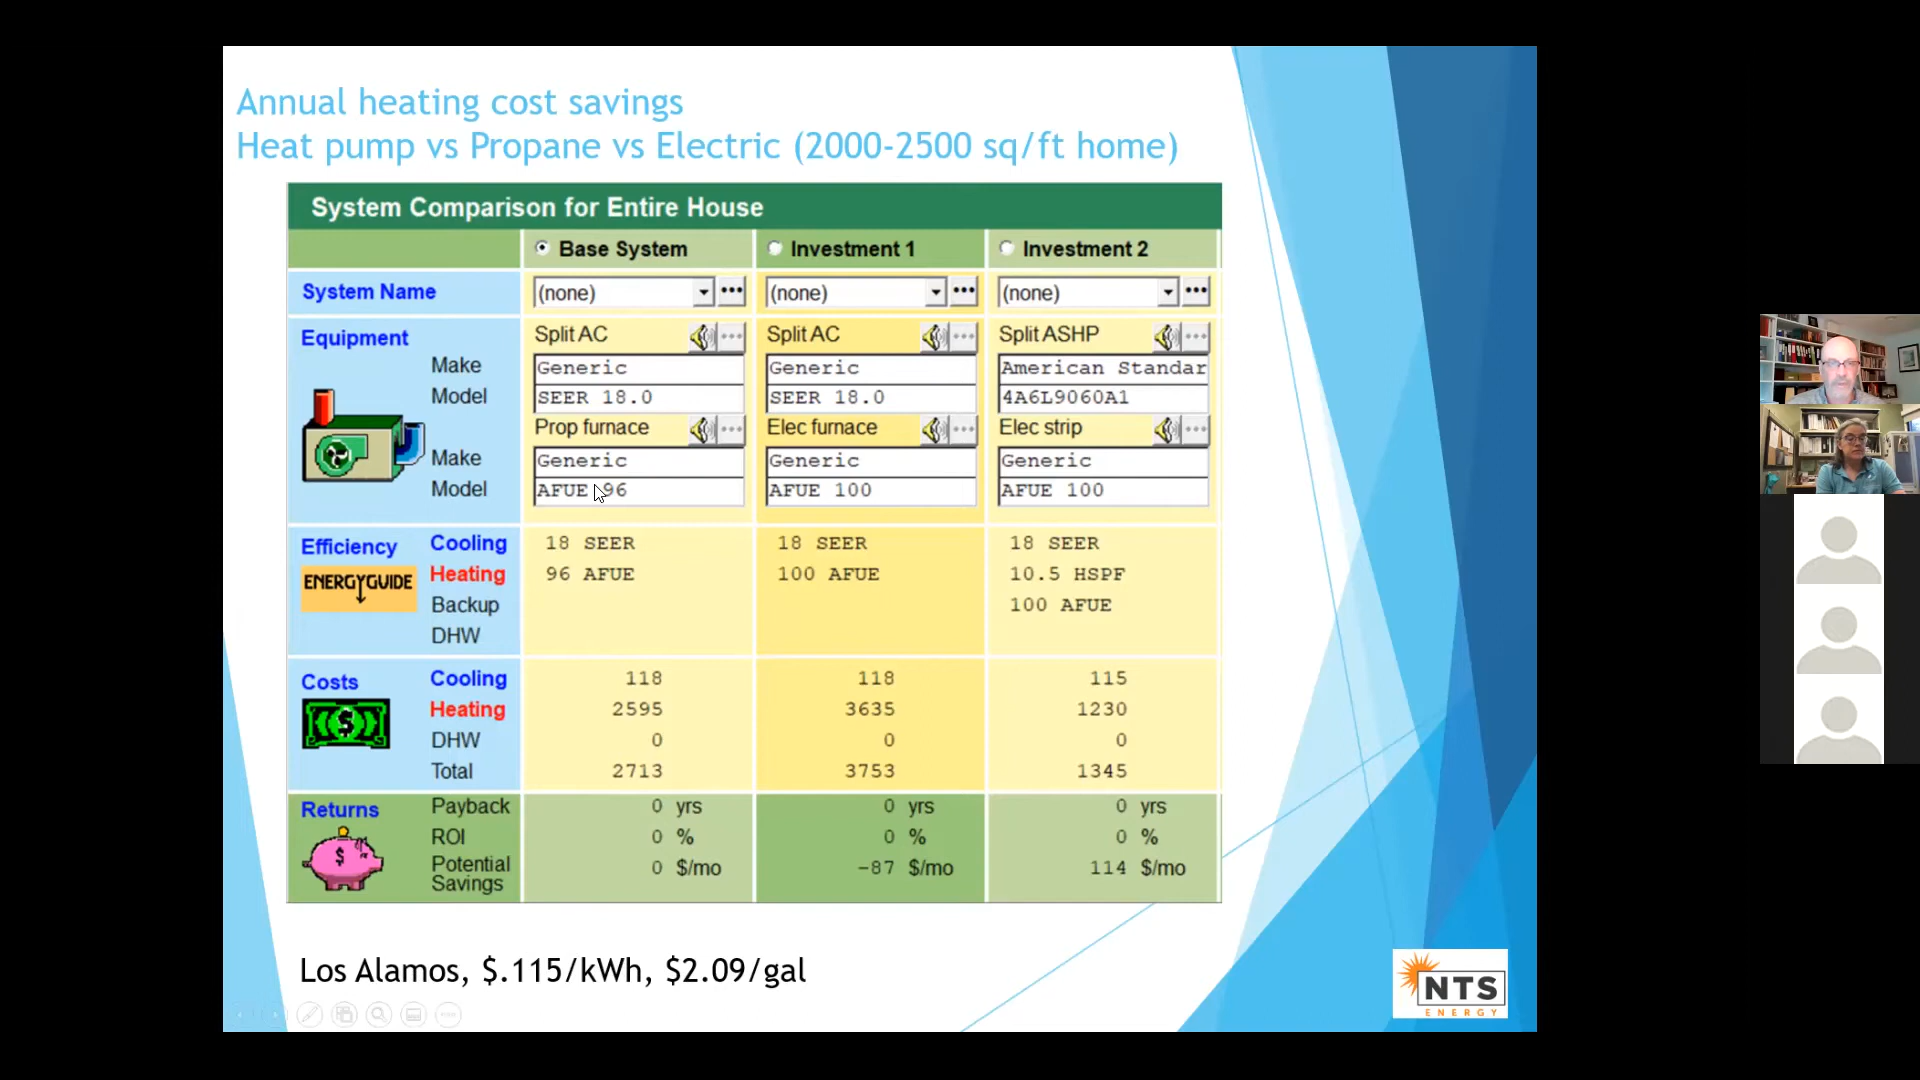 Annual heating cost savings
Heat pump vs Propane vs Electric (2000-2500 sq/ft home)
System Comparison for Entire House
Base System Investment 1 Investment 2
System Name (none) (none) (none)
Equipment Split AC Split AC Split ASHP
Make Generic Generic American Standar
Model SEER 18.0 SEER 18.0 4A6L9060A1
Prop furnace Elec furnace Elec strip
Make Generic Generic Generic
Model AFUE 96 AFUE 100 AFUE 100
Efficiency Cooling 18 SEER 18 SEER 18 SEER
ENERGYGUIDE Heating 96 AFUE 100 AFUE 10.5 HSPF
Backup 100 AFUE
DHW
Costs Cooling 118 118 115
Heating 2595 3635 1230
DHW 0 0 0
Total 2713 3753 1345
Returns Payback 0 yrs 0 yrs 0 yrs
ROI 0 % 0 % 0 %
Potential Savings 0 $/mo -87 $/mo 114 $/mo
Los Alamos, $.115/kWh, $2.09/gal
NTS
ENERGY